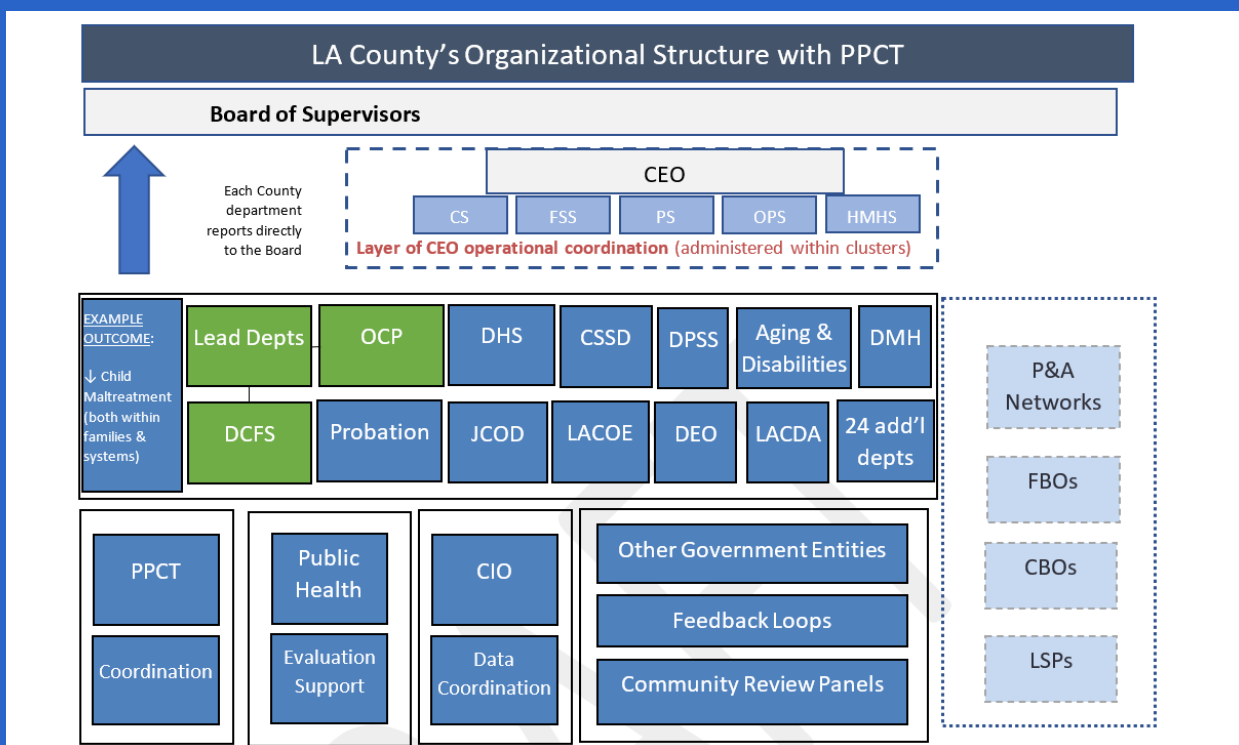 LA County's Organizational Structure with PPCT
Board of Supervisors
Each County
department
reports directly
to the Board
CEO
CS
FSS
PS
OPS
HMHS
Layer of CEO operational coordination (administered within clusters)
EXAMPLE
OUTCOME:
↓ Child
Maltreatment
(both within
families &
systems)
Lead Depts
OCP
DHS
CSSD
DPSS
Aging &
Disabilities
DMH
DCFS
Probation
JCOD
LACOE
DEO
LACDA
24 add'l
depts
P&A
Networks
FBOs
CBOs
LSPs
PPCT
Coordination
Public
Health
Evaluation
Support
CIO
Data
Coordination
Other Government Entities
Feedback Loops
Community Review Panels